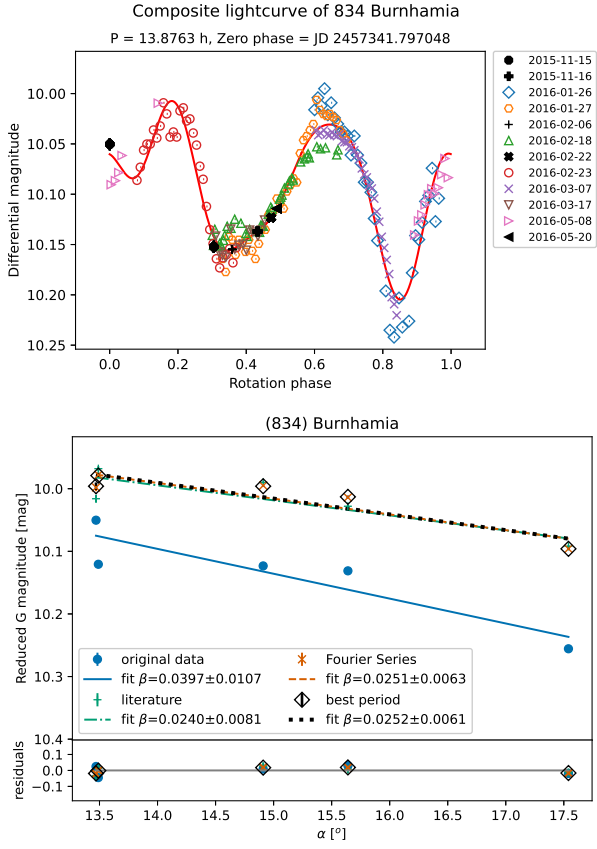 Composite lightcurve of 834 Burnhamia
P = 13.8763 h, Zero phase = JD 2457341.797048
Differential magnitude
10.00
10.05
10.10
10.15
10.20
10.25
0.0 0.2 0.4 0.6 0.8 1.0
Rotation phase
2015-11-15
2015-11-16
2016-01-26
2016-01-27
2016-02-06
2016-02-18
2016-02-22
2016-02-23
2016-03-07
2016-03-17
2016-05-08
2016-05-20
(834) Burnhamia
Reduced G magnitude [mag]
10.0
10.1
10.2
10.3
10.4
original data
fit β=0.0397±0.0107
literature
fit β=0.0240±0.0081
Fourier Series
fit β=0.0251±0.0063
best period
fit β=0.0252±0.0061
residuals
0.1
0.0
−0.1
13.5 14.0 14.5 15.0 15.5 16.0 16.5 17.0 17.5
α [°]